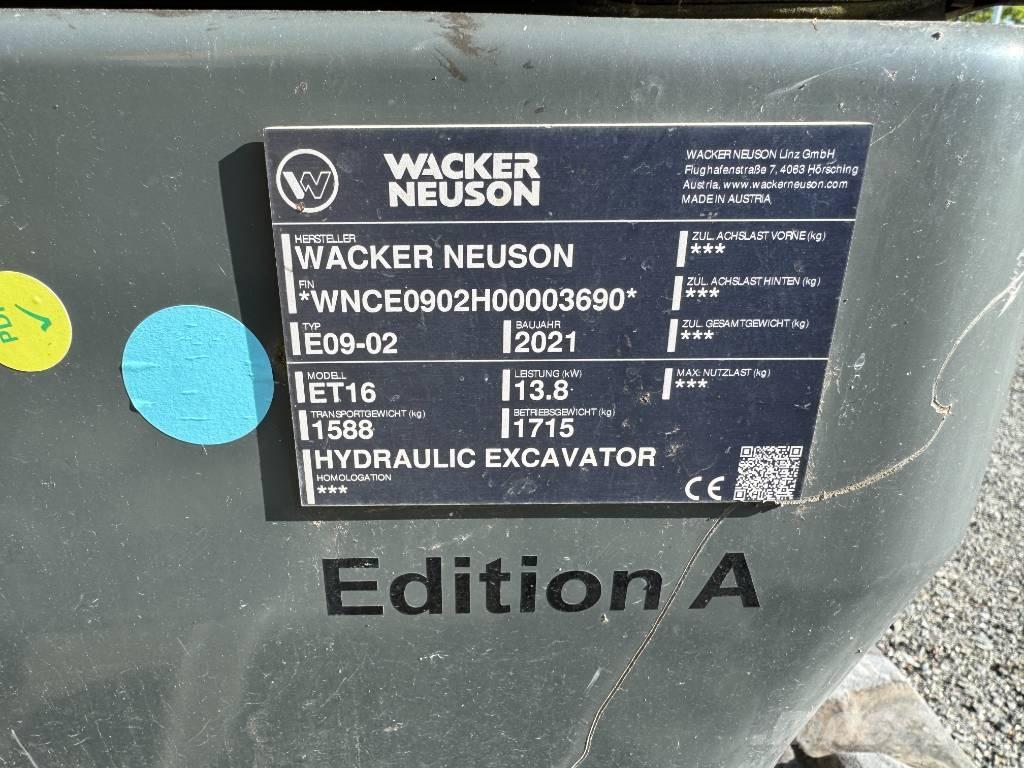 WACKER
NEUSON
WACKER NEUSON Linz GmbH
Flughafenstraße 7, 4063 Hörsching
Austria, www.wackerneuson.com
MADE IN AUSTRIA
HERSTELLER
WACKER NEUSON
FIN
*WNCE0902H00003690*
TYP
E09-02
BAUJAHR
2021
ZUL. ACHSLAST VORNE (kg)
***
ZUL. ACHSLAST HINTEN (kg)
***
ZUL. GESAMTGEWICHT (kg)
***
MODELL
ET16
LEISTUNG (kW)
13.8
MAX. NUTZLAST (kg)
***
TRANSPORTGEWICHT (kg)
1588
BETRIEBSGEWICHT (kg)
1715
HYDRAULIC EXCAVATOR
HOMOLOGATION
***
CE
PDI
Edition A